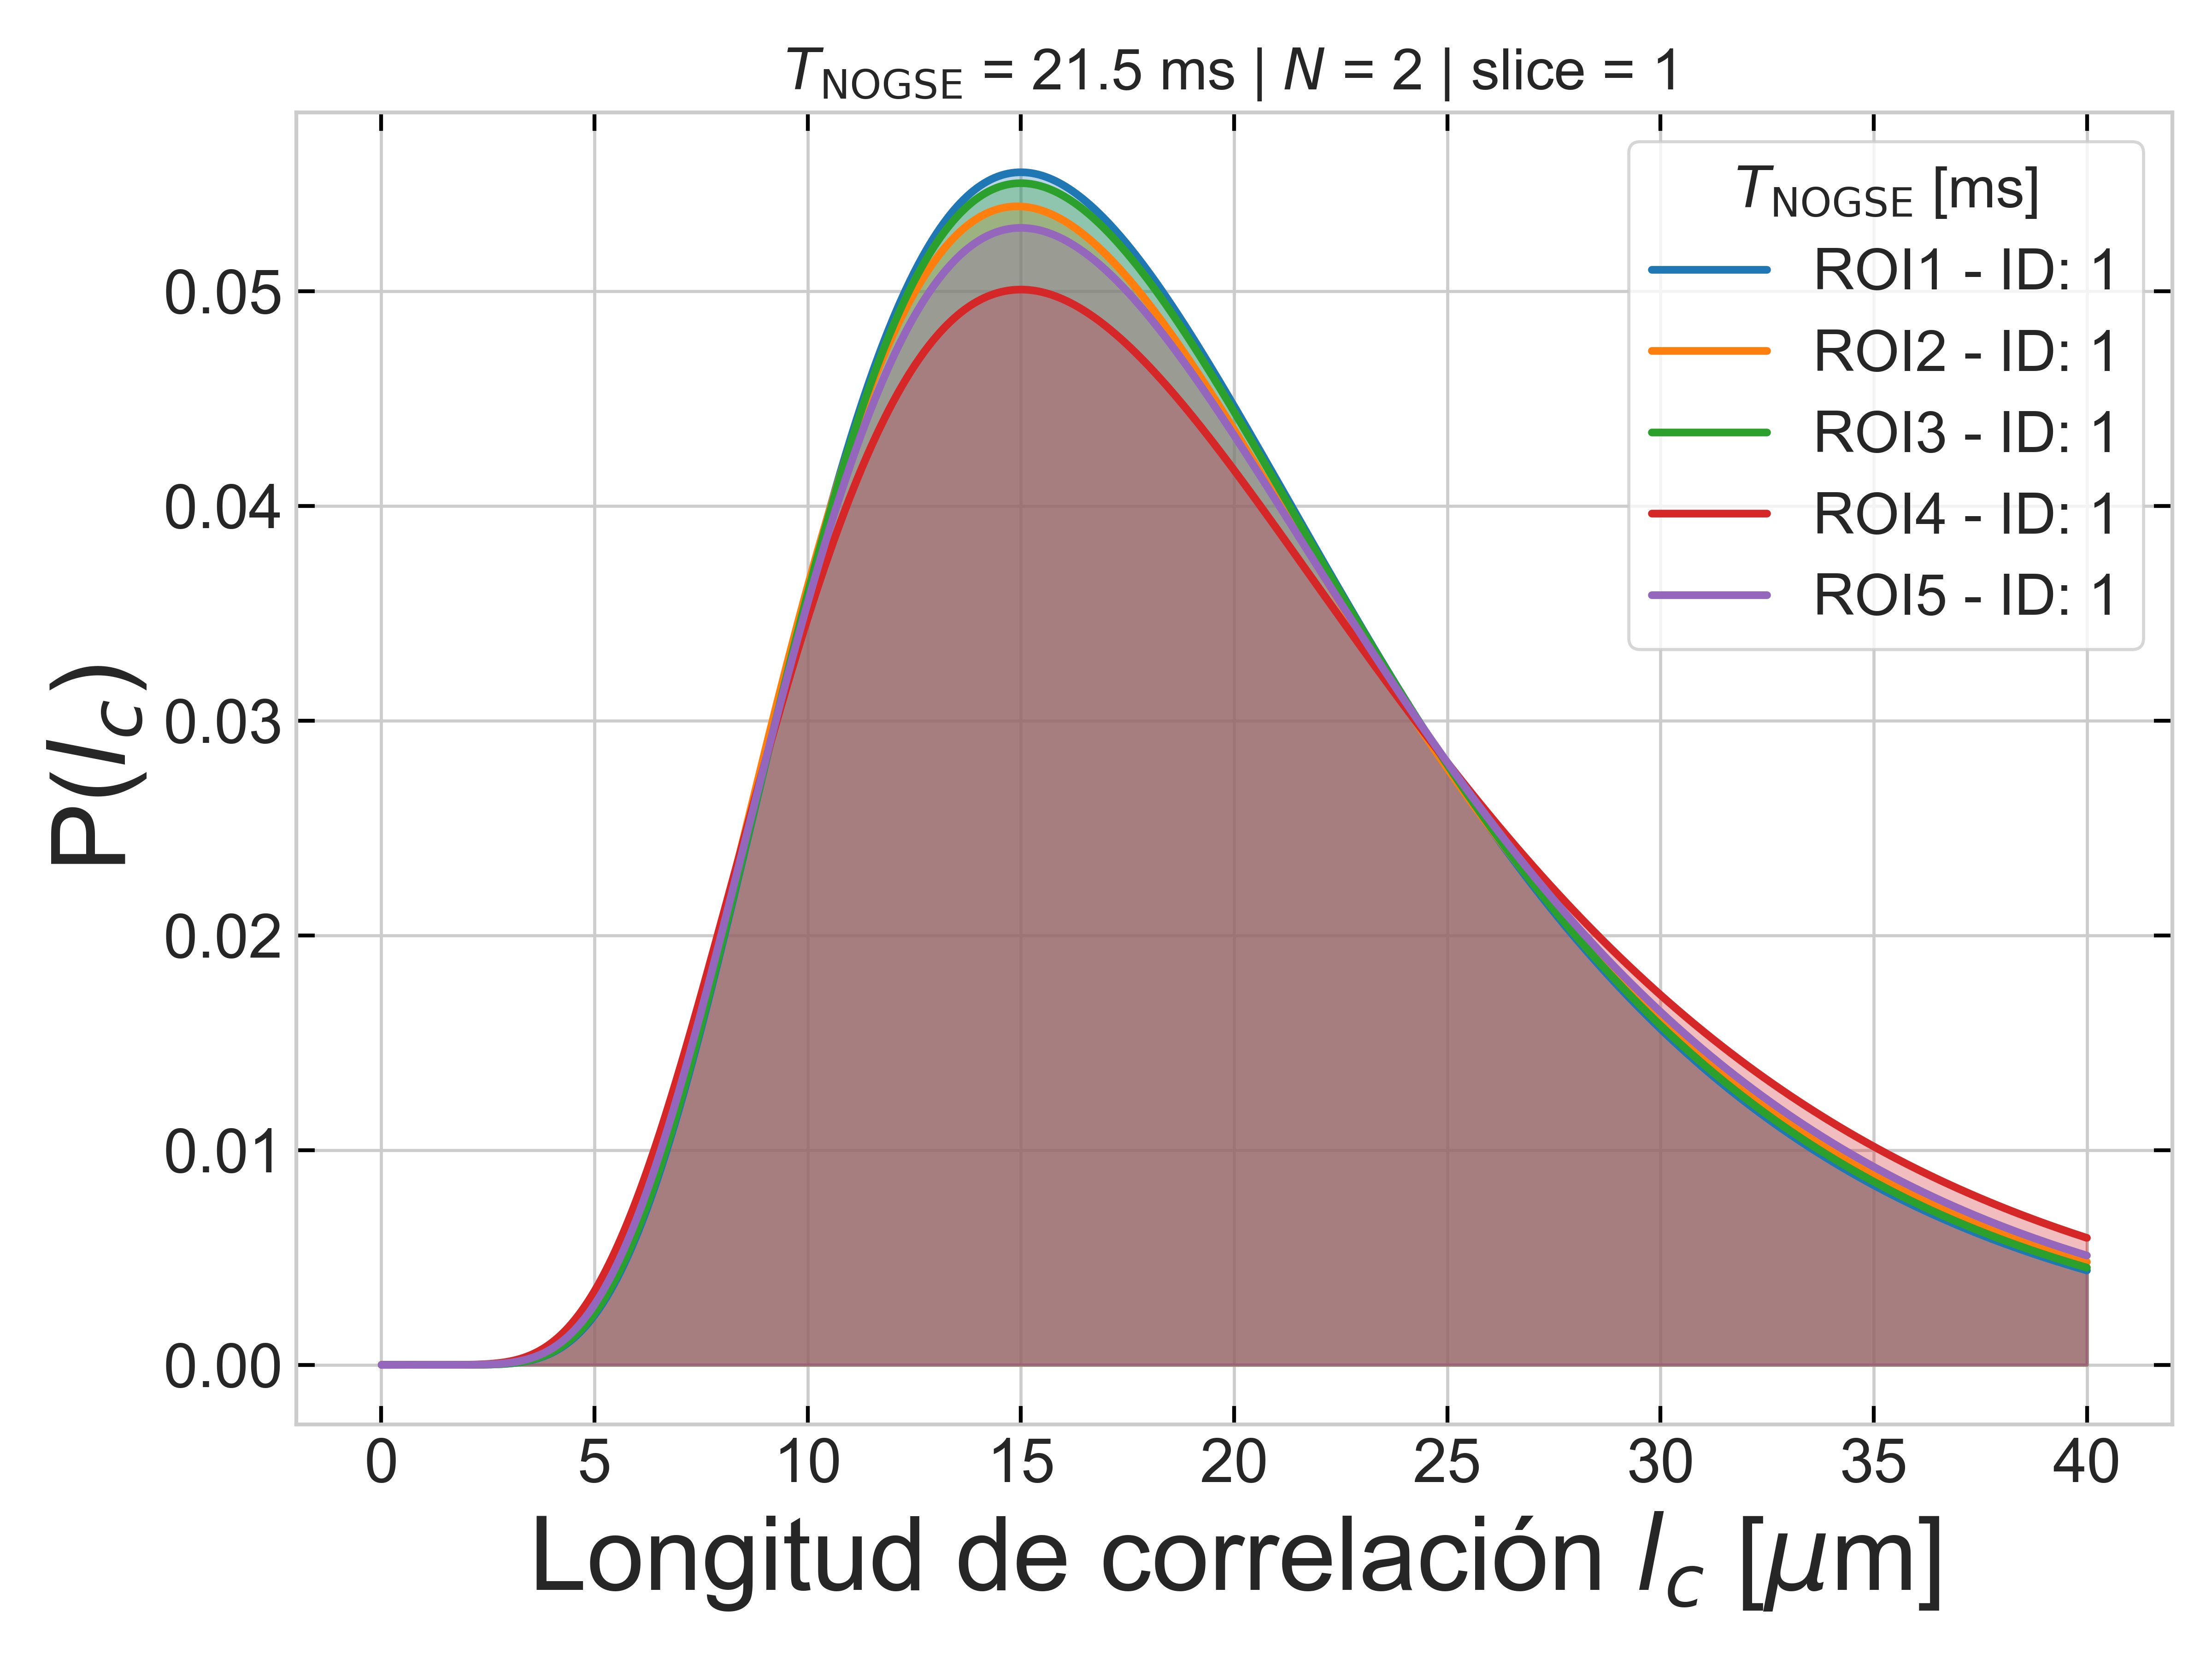 T_NOGSE = 21.5 ms | N = 2 | slice = 1
T_NOGSE [ms]
ROI1 - ID: 1
ROI2 - ID: 1
ROI3 - ID: 1
ROI4 - ID: 1
ROI5 - ID: 1
P(l_c)
0.05
0.04
0.03
0.02
0.01
0.00
0 5 10 15 20 25 30 35 40
Longitud de correlación l_c [μm]